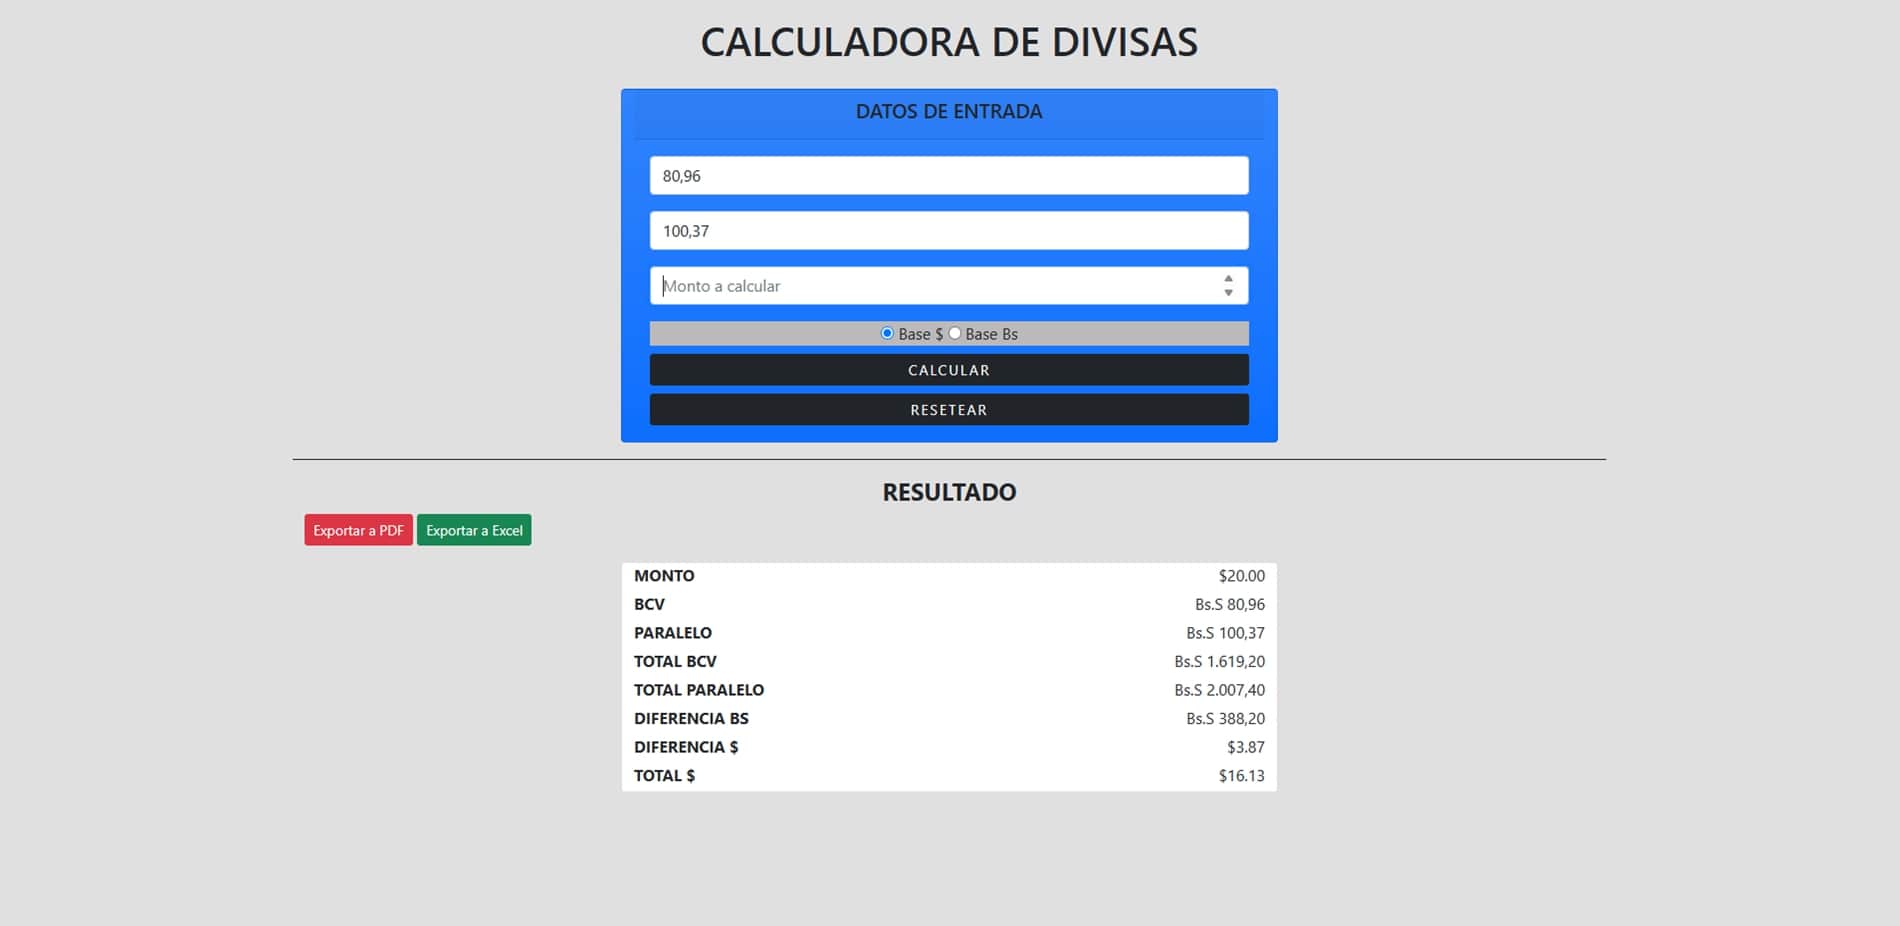 CALCULADORA DE DIVISAS
DATOS DE ENTRADA
80,96
100,37
Monto a calcular
Base $ Base Bs
CALCULAR
RESETEAR
RESULTADO
Exportar a PDF Exportar a Excel
MONTO $20.00
BCV Bs.S 80,96
PARALELO Bs.S 100,37
TOTAL BCV Bs.S 1.619,20
TOTAL PARALELO Bs.S 2.007,40
DIFERENCIA BS Bs.S 388,20
DIFERENCIA $ $3.87
TOTAL $ $16.13